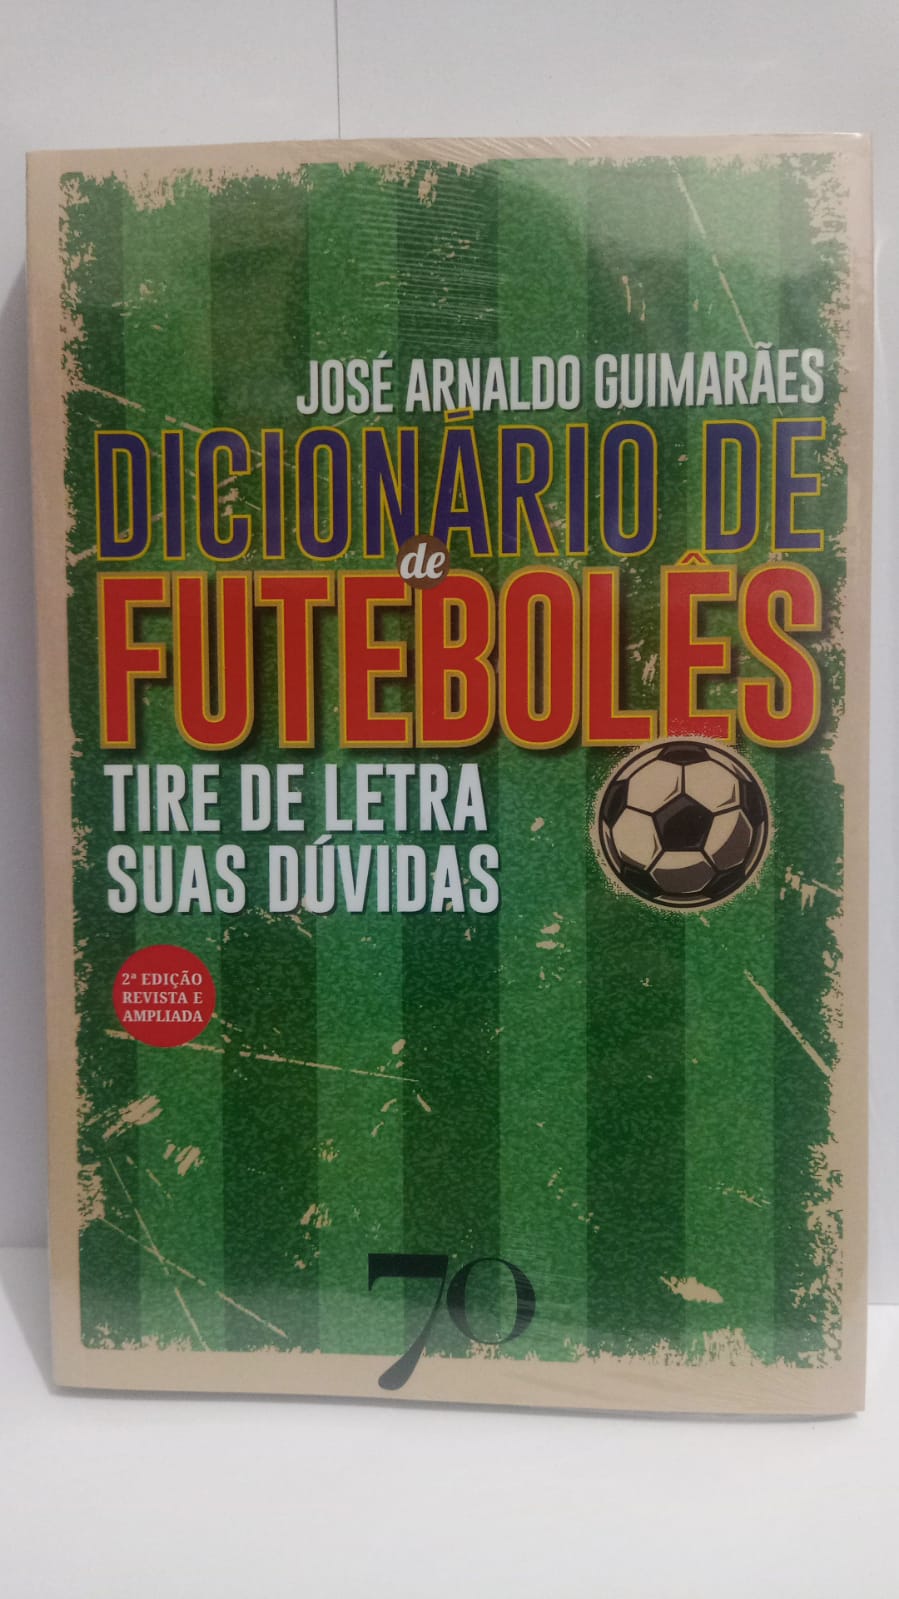 JOSÉ ARNALDO GUIMARÃES
DICIONÁRIO DE
de
FUTEBOLÊS
TIRE DE LETRA
SUAS DÚVIDAS
2ª EDIÇÃO
REVISTA E
AMPLIADA
70